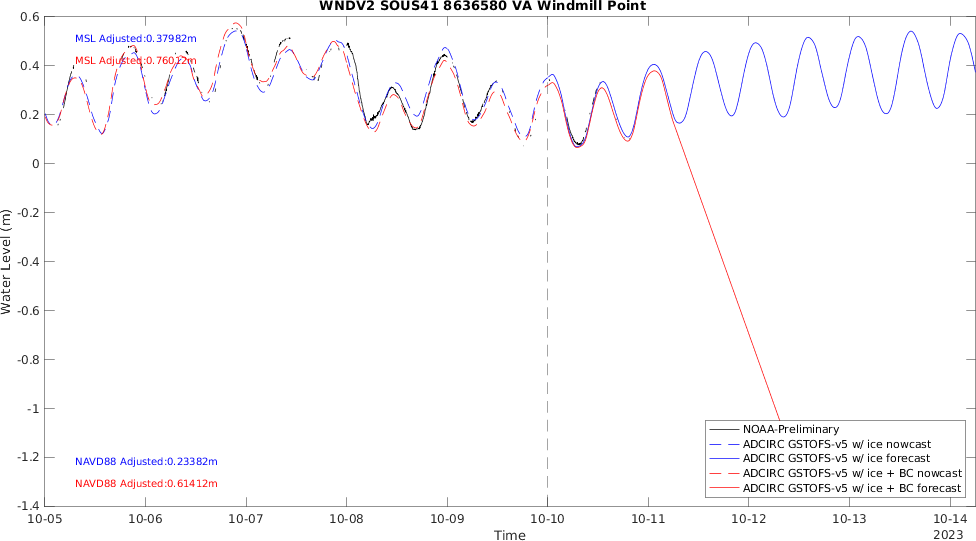 WNDV2 SOUS41 8636580 VA Windmill Point
0.6
0.4
0.2
0
-0.2
-0.4
-0.6
-0.8
-1
-1.2
-1.4
Water Level (m)
MSL Adjusted:0.37982m
MSL Adjusted:0.76012m
NAVD88 Adjusted:0.23382m
NAVD88 Adjusted:0.61412m
NOAA-Preliminary
ADCIRC GSTOFS-v5 w/ ice nowcast
ADCIRC GSTOFS-v5 w/ ice forecast
ADCIRC GSTOFS-v5 w/ ice + BC nowcast
ADCIRC GSTOFS-v5 w/ ice + BC forecast
10-05 10-06 10-07 10-08 10-09 10-10 10-11 10-12 10-13 10-14
Time
2023